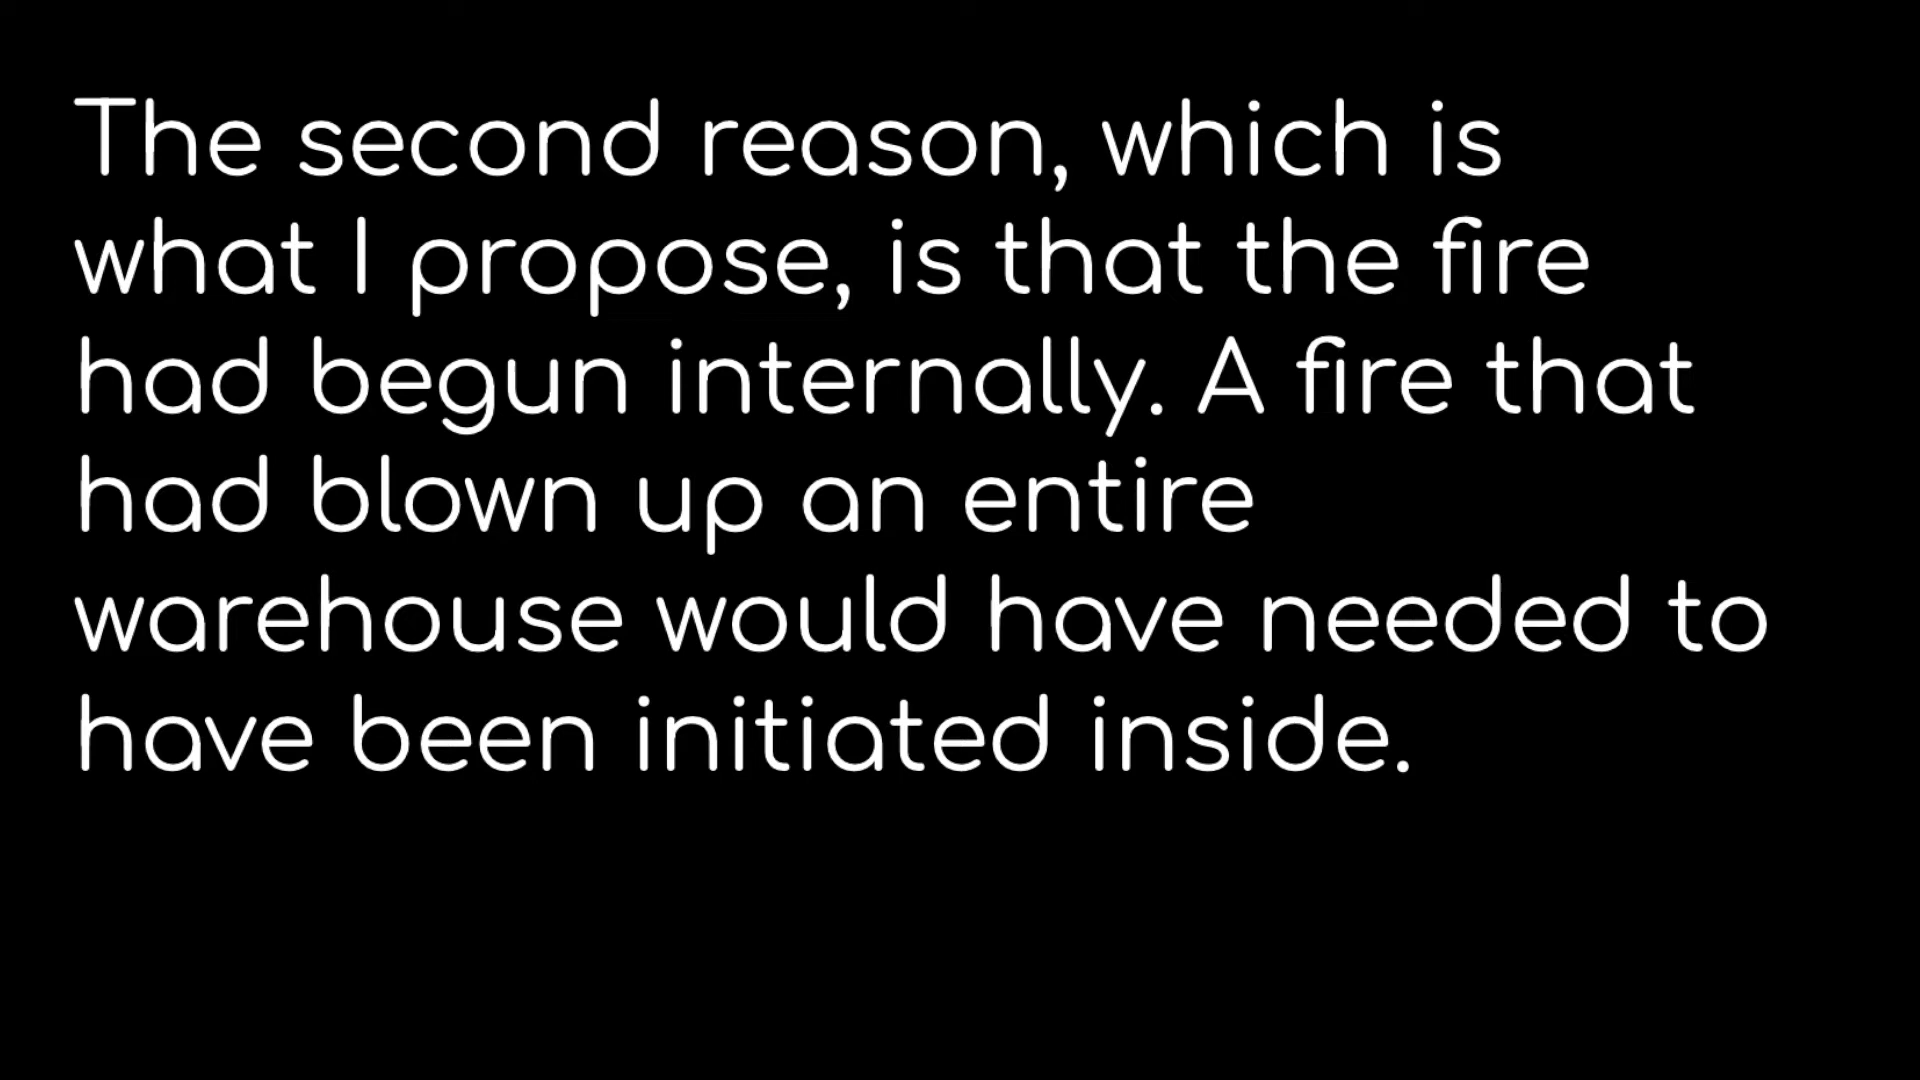 The second reason, which is
what I propose, is that the fire
had begun internally. A fire that
had blown up an entire
warehouse would have needed to
have been initiated inside.